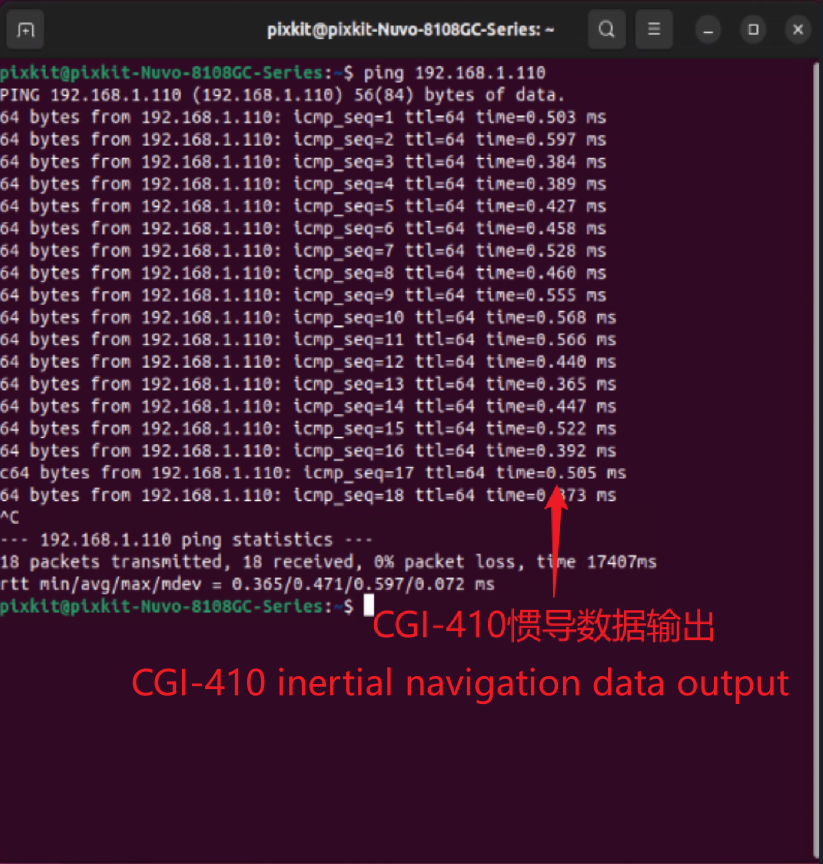 pixkit@pixkit-Nuvo-8108GC-Series: ~
pixkit@pixkit-Nuvo-8108GC-Series:~$ ping 192.168.1.110
PING 192.168.1.110 (192.168.1.110) 56(84) bytes of data.
64 bytes from 192.168.1.110: icmp_seq=1 ttl=64 time=0.503 ms
64 bytes from 192.168.1.110: icmp_seq=2 ttl=64 time=0.597 ms
64 bytes from 192.168.1.110: icmp_seq=3 ttl=64 time=0.384 ms
64 bytes from 192.168.1.110: icmp_seq=4 ttl=64 time=0.389 ms
64 bytes from 192.168.1.110: icmp_seq=5 ttl=64 time=0.427 ms
64 bytes from 192.168.1.110: icmp_seq=6 ttl=64 time=0.458 ms
64 bytes from 192.168.1.110: icmp_seq=7 ttl=64 time=0.528 ms
64 bytes from 192.168.1.110: icmp_seq=8 ttl=64 time=0.460 ms
64 bytes from 192.168.1.110: icmp_seq=9 ttl=64 time=0.555 ms
64 bytes from 192.168.1.110: icmp_seq=10 ttl=64 time=0.568 ms
64 bytes from 192.168.1.110: icmp_seq=11 ttl=64 time=0.566 ms
64 bytes from 192.168.1.110: icmp_seq=12 ttl=64 time=0.440 ms
64 bytes from 192.168.1.110: icmp_seq=13 ttl=64 time=0.365 ms
64 bytes from 192.168.1.110: icmp_seq=14 ttl=64 time=0.447 ms
64 bytes from 192.168.1.110: icmp_seq=15 ttl=64 time=0.522 ms
64 bytes from 192.168.1.110: icmp_seq=16 ttl=64 time=0.392 ms
c64 bytes from 192.168.1.110: icmp_seq=17 ttl=64 time=0.505 ms
64 bytes from 192.168.1.110: icmp_seq=18 ttl=64 time=0.373 ms
^C
--- 192.168.1.110 ping statistics ---
18 packets transmitted, 18 received, 0% packet loss, time 17407ms
rtt min/avg/max/mdev = 0.365/0.471/0.597/0.072 ms
pixkit@pixkit-Nuvo-8108GC-Series:~$
CGI-410惯导数据输出
CGI-410 inertial navigation data output